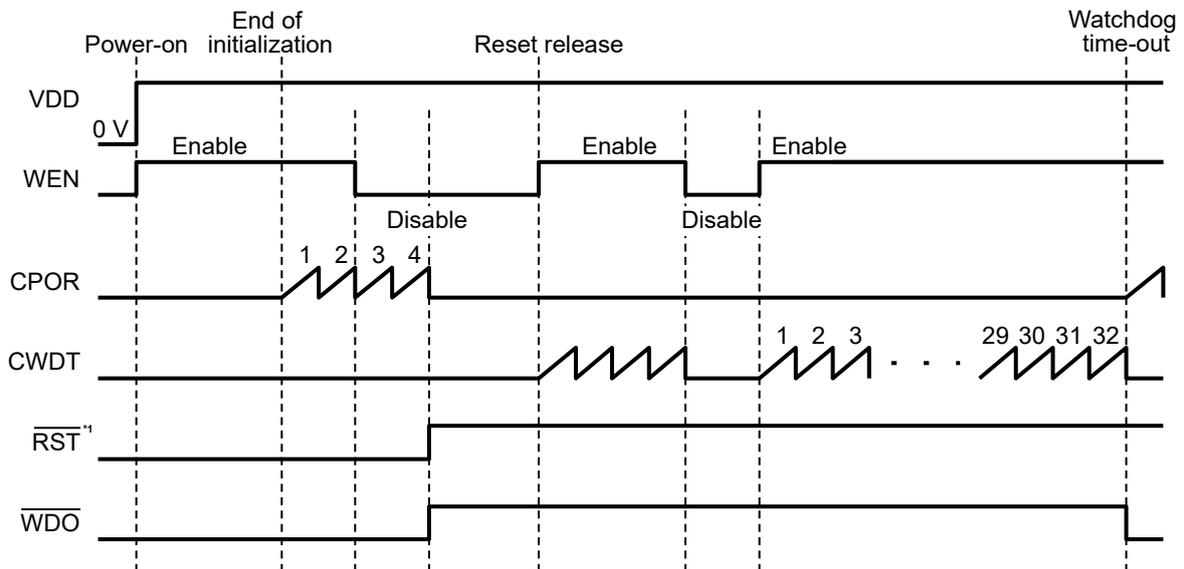 Power-on
End of
initialization
Reset release
Watchdog
time-out
VDD
0 V
WEN
Enable
Disable
Enable
Disable
Enable
CPOR
1 2 3 4
CWDT
1 2 3 · · · 29 30 31 32
RST*1
WDO